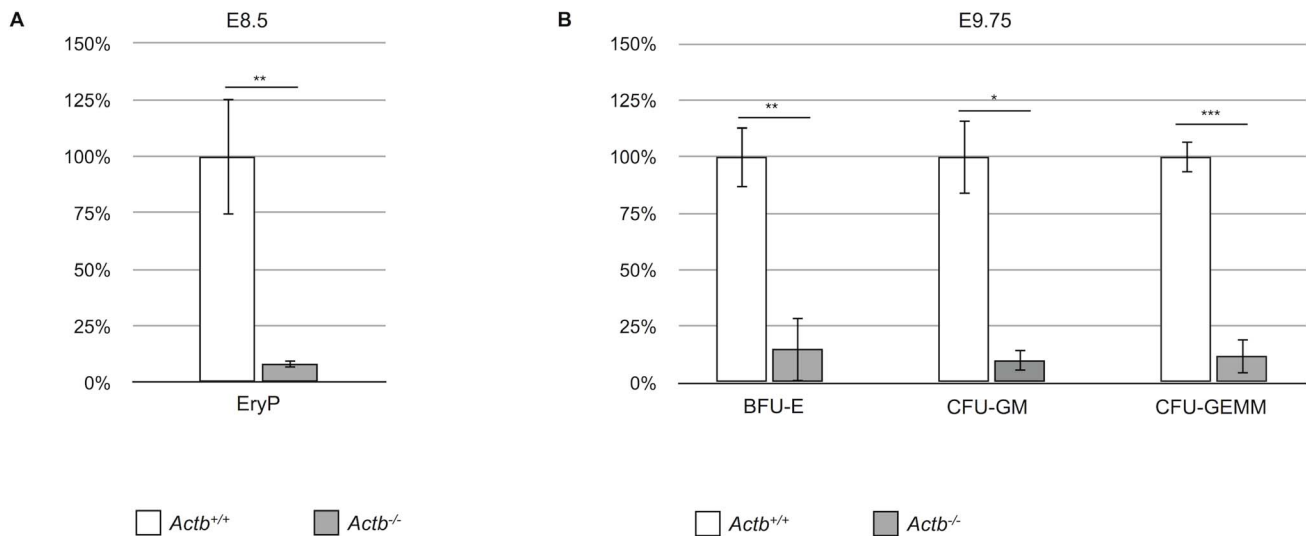 A
E8.5
150%
125%
100%
75%
50%
25%
0%
**
EryP
Actb+/+
Actb-/-
B
E9.75
150%
125%
100%
75%
50%
25%
0%
**
*
***
BFU-E
CFU-GM
CFU-GEMM
Actb+/+
Actb-/-